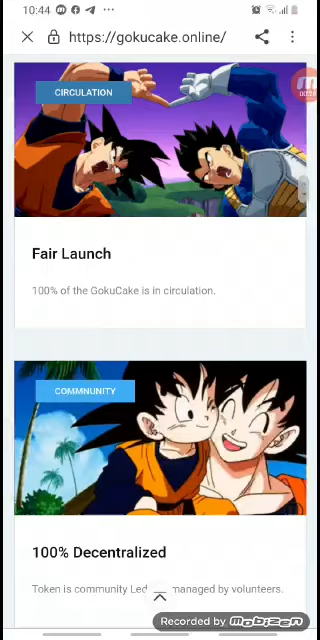 10:44
https://gokucake.online/
CIRCULATION
Fair Launch
100% of the GokuCake is in circulation.
COMMNUNITY
100% Decentralized
Token is community Led managed by volunteers.
Recorded by MOBIZEN